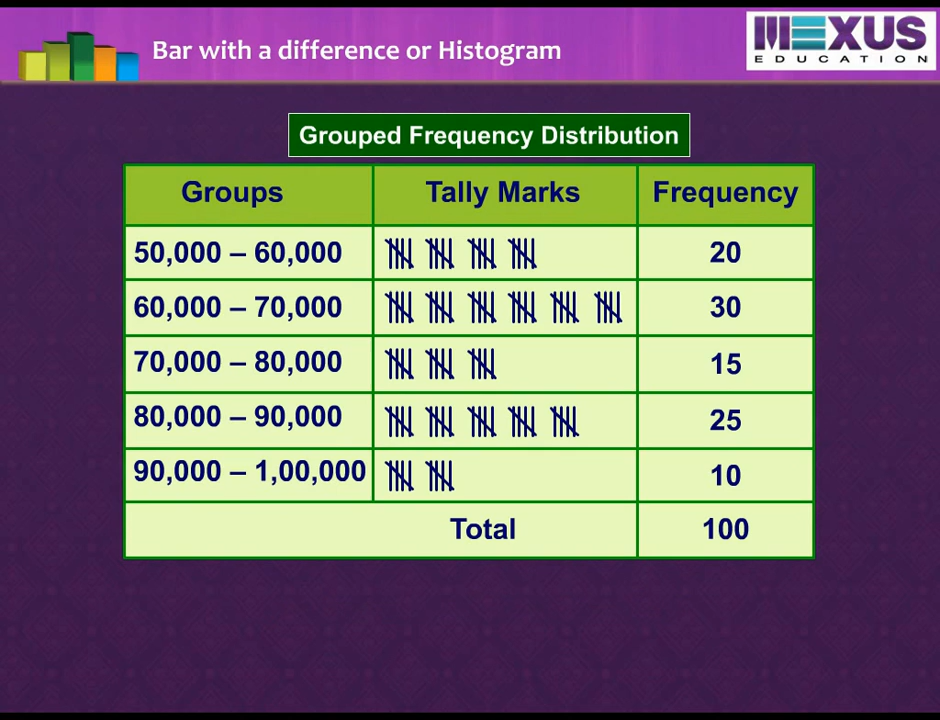 Bar with a difference or Histogram
MEXUS
EDUCATION
Grouped Frequency Distribution
Groups Tally Marks Frequency
50,000 – 60,000 20
60,000 – 70,000 30
70,000 – 80,000 15
80,000 – 90,000 25
90,000 – 1,00,000 10
Total 100